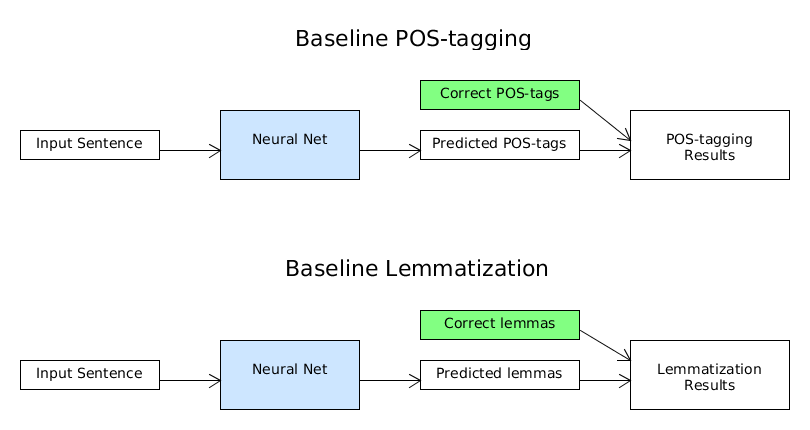 Baseline POS-tagging
Correct POS-tags
Input Sentence
Neural Net
Predicted POS-tags
POS-tagging
Results
Baseline Lemmatization
Correct lemmas
Input Sentence
Neural Net
Predicted lemmas
Lemmatization
Results